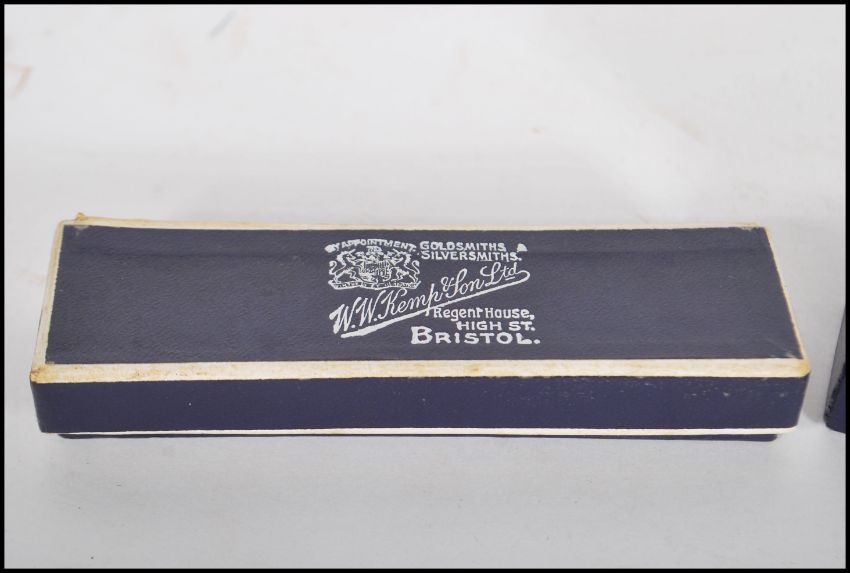 BY APPOINTMENT.
GOLDSMITHS &
SILVERSMITHS.
W.W. Kemp & Son Ltd
Regent House,
HIGH ST.
BRISTOL.